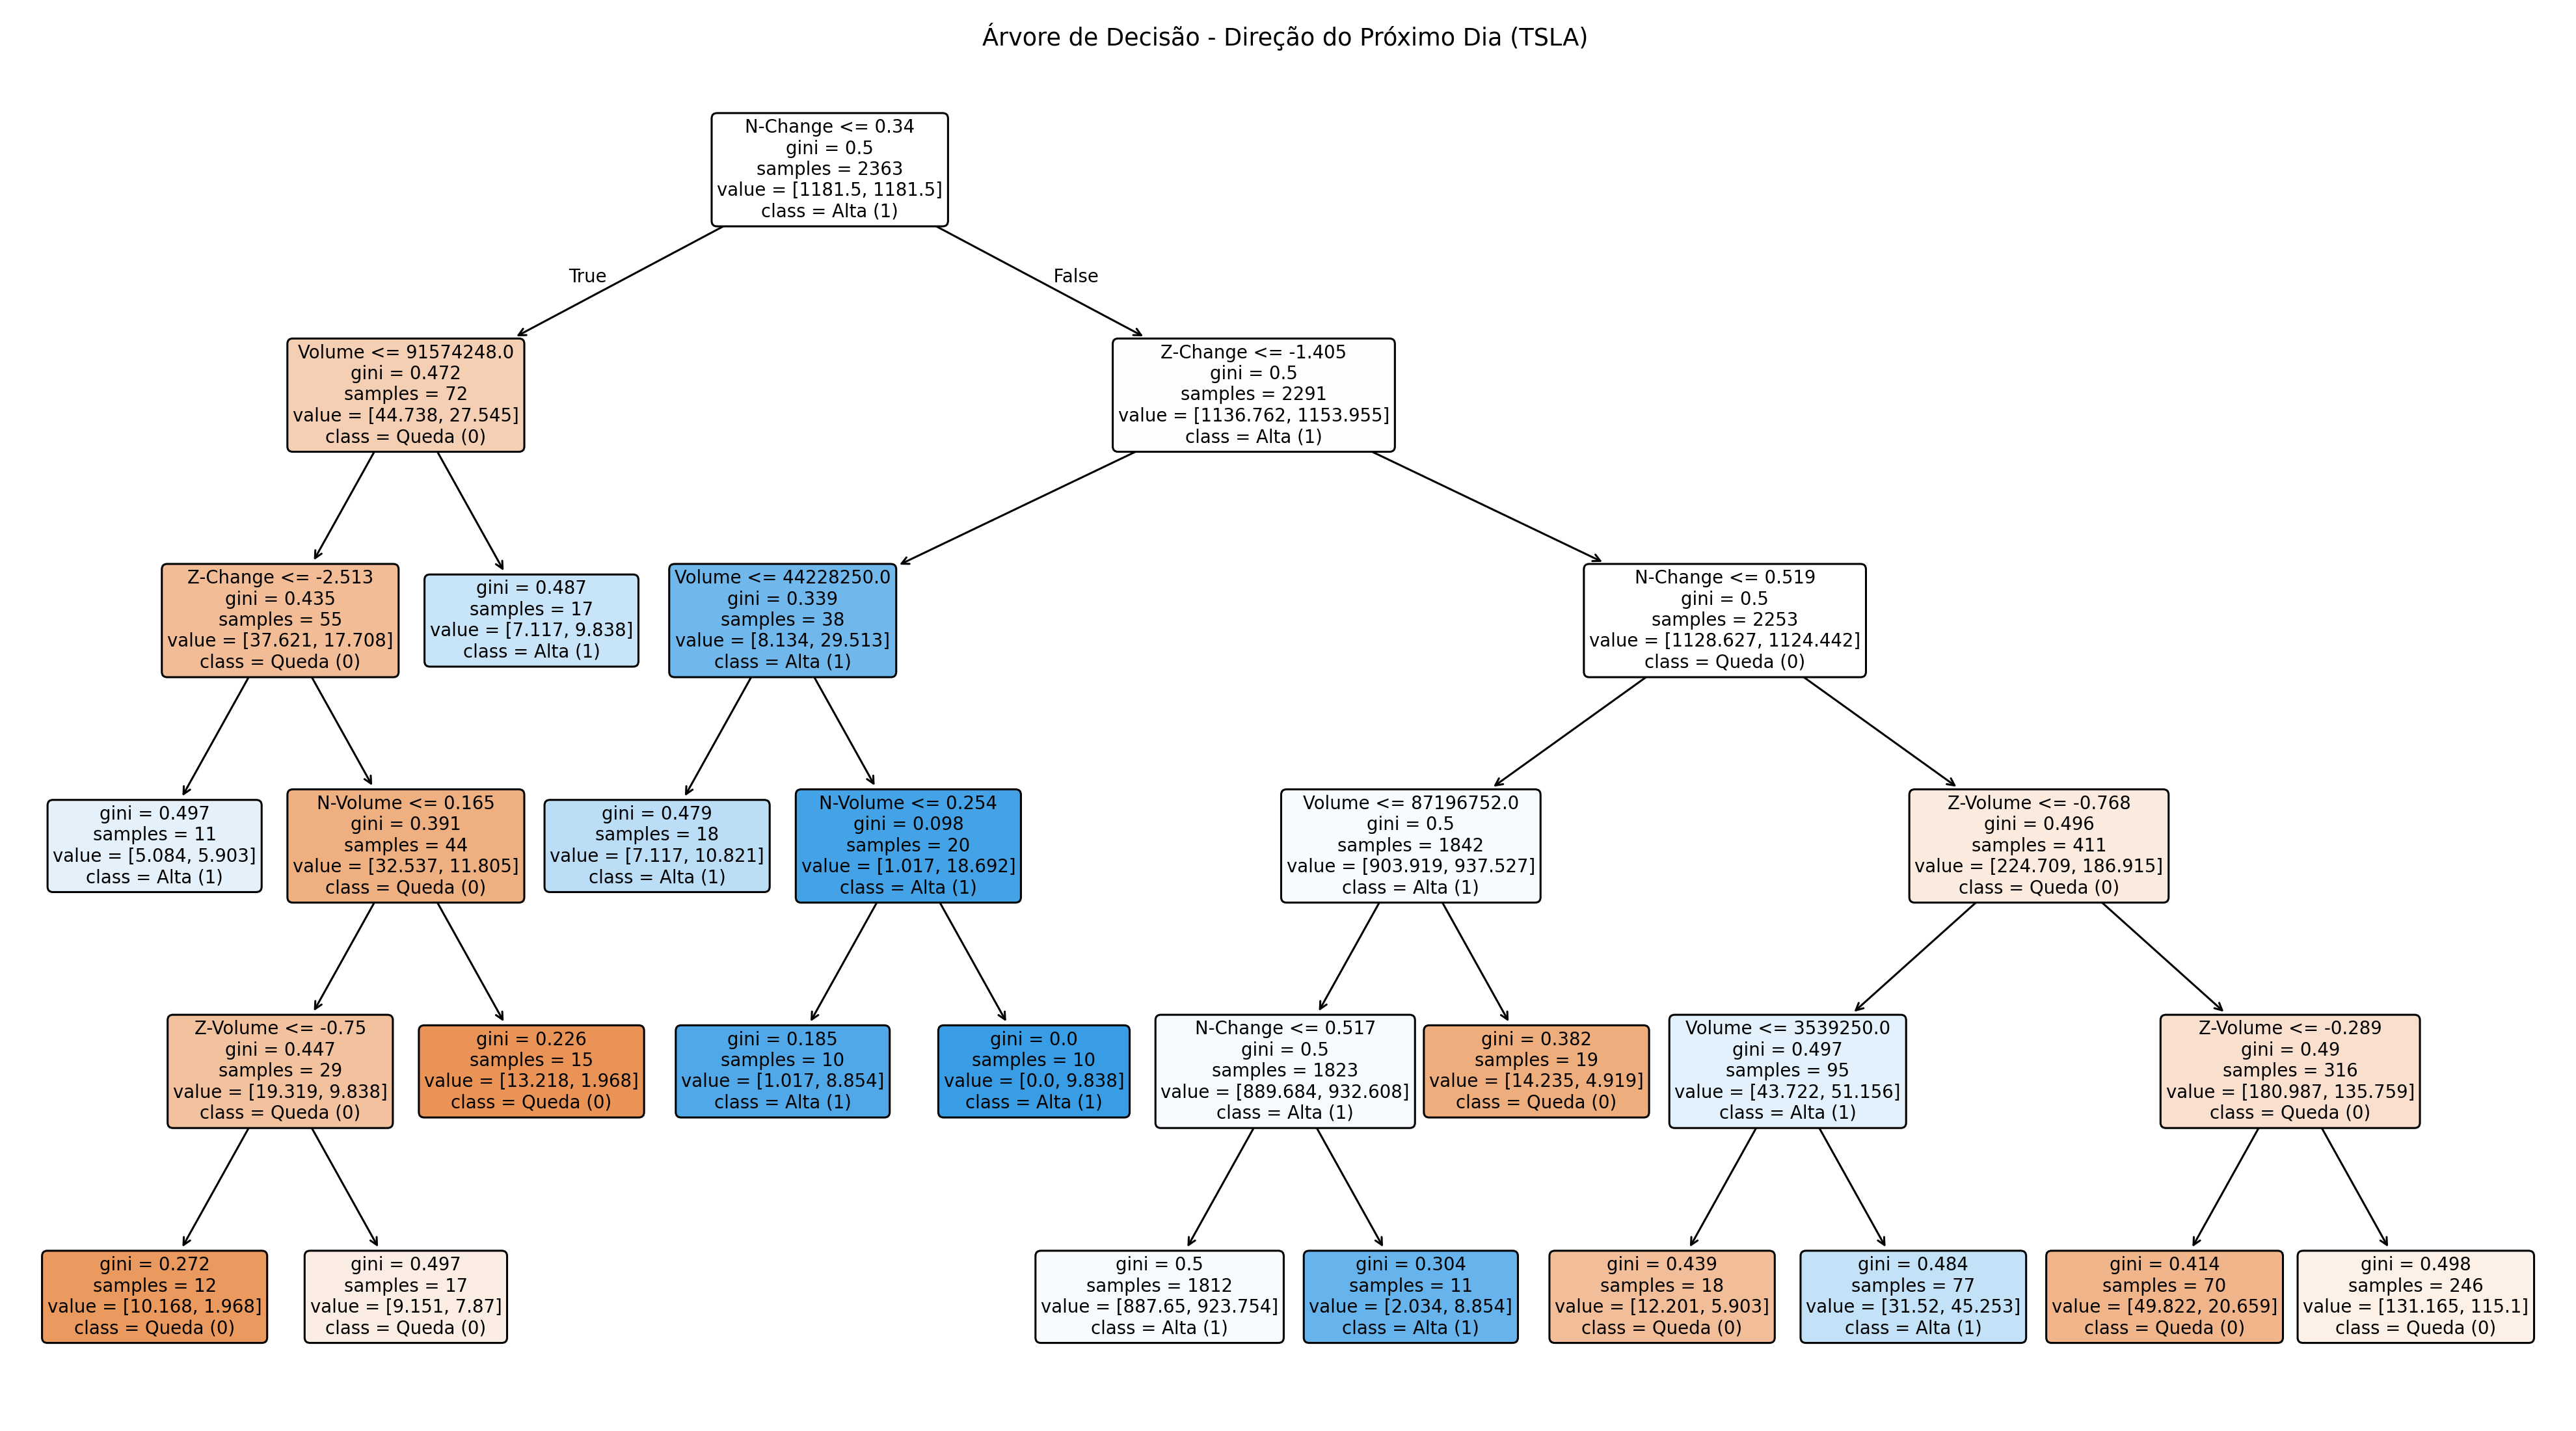 Árvore de Decisão - Direção do Próximo Dia (TSLA)
N-Change <= 0.34
gini = 0.5
samples = 2363
value = [1181.5, 1181.5]
class = Alta (1)
True
False
Volume <= 91574248.0
gini = 0.472
samples = 72
value = [44.738, 27.545]
class = Queda (0)
Z-Change <= -1.405
gini = 0.5
samples = 2291
value = [1136.762, 1153.955]
class = Alta (1)
Z-Change <= -2.513
gini = 0.435
samples = 55
value = [37.621, 17.708]
class = Queda (0)
gini = 0.487
samples = 17
value = [7.117, 9.838]
class = Alta (1)
Volume <= 44228250.0
gini = 0.339
samples = 38
value = [8.134, 29.513]
class = Alta (1)
N-Change <= 0.519
gini = 0.5
samples = 2253
value = [1128.627, 1124.442]
class = Queda (0)
gini = 0.497
samples = 11
value = [5.084, 5.903]
class = Alta (1)
N-Volume <= 0.165
gini = 0.391
samples = 44
value = [32.537, 11.805]
class = Queda (0)
gini = 0.479
samples = 18
value = [7.117, 10.821]
class = Alta (1)
N-Volume <= 0.254
gini = 0.098
samples = 20
value = [1.017, 18.692]
class = Alta (1)
Volume <= 87196752.0
gini = 0.5
samples = 1842
value = [903.919, 937.527]
class = Alta (1)
Z-Volume <= -0.768
gini = 0.496
samples = 411
value = [224.709, 186.915]
class = Queda (0)
Z-Volume <= -0.75
gini = 0.447
samples = 29
value = [19.319, 9.838]
class = Queda (0)
gini = 0.226
samples = 15
value = [13.218, 1.968]
class = Queda (0)
gini = 0.185
samples = 10
value = [1.017, 8.854]
class = Alta (1)
gini = 0.0
samples = 10
value = [0.0, 9.838]
class = Alta (1)
N-Change <= 0.517
gini = 0.5
samples = 1823
value = [889.684, 932.608]
class = Alta (1)
gini = 0.382
samples = 19
value = [14.235, 4.919]
class = Queda (0)
Volume <= 3539250.0
gini = 0.497
samples = 95
value = [43.722, 51.156]
class = Alta (1)
Z-Volume <= -0.289
gini = 0.49
samples = 316
value = [180.987, 135.759]
class = Queda (0)
gini = 0.272
samples = 12
value = [10.168, 1.968]
class = Queda (0)
gini = 0.497
samples = 17
value = [9.151, 7.87]
class = Queda (0)
gini = 0.5
samples = 1812
value = [887.65, 923.754]
class = Alta (1)
gini = 0.304
samples = 11
value = [2.034, 8.854]
class = Alta (1)
gini = 0.439
samples = 18
value = [12.201, 5.903]
class = Queda (0)
gini = 0.484
samples = 77
value = [31.52, 45.253]
class = Alta (1)
gini = 0.414
samples = 70
value = [49.822, 20.659]
class = Queda (0)
gini = 0.498
samples = 246
value = [131.165, 115.1]
class = Queda (0)